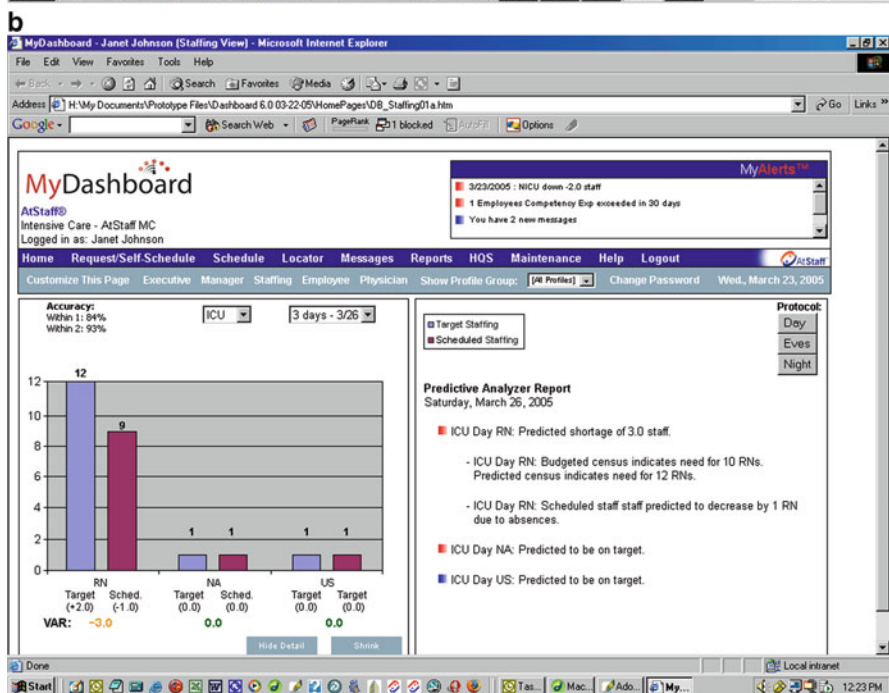 b
MyDashboard - Janet Johnson (Staffing View) - Microsoft Internet Explorer
File Edit View Favorites Tools Help
Back Search Favorites Media
Address H:\My Documents\Prototype Files\Dashboard 6.0 03-22-05\HomePages\DB_Staffing01a.htm Go Links »
Google - Search Web PageRank 1 blocked AutoFill Options
MyDashboard
MyAlerts™
3/23/2005 : NICU down -2.0 staff
1 Employees Competency Exp exceeded in 30 days
You have 2 new messages
AtStaff®
Intensive Care - AtStaff MC
Logged in as: Janet Johnson
Home Request/Self-Schedule Schedule Locator Messages Reports HQS Maintenance Help Logout AtStaff
Customize This Page Executive Manager Staffing Employee Physician Show Profile Group: [All Profiles] Change Password Wed., March 23, 2005
Accuracy:
Within 1: 84%
Within 2: 93%
ICU 3 days - 3/26
12
10
8
6
4
2
0
12 9 1 1 1 1
RN NA US
Target Sched. Target Sched. Target Target
(+2.0) (-1.0) (0.0) (0.0) (0.0) (0.0)
VAR: -3.0 0.0 0.0
Hide Detail Shrink
Target Staffing
Scheduled Staffing
Protocol:
Day
Eves
Night
Predictive Analyzer Report
Saturday, March 26, 2005
ICU Day RN: Predicted shortage of 3.0 staff.
- ICU Day RN: Budgeted census indicates need for 10 RNs.
Predicted census indicates need for 12 RNs.
- ICU Day RN: Scheduled staff staff predicted to decrease by 1 RN
due to absences.
ICU Day NA: Predicted to be on target.
ICU Day US: Predicted to be on target.
Done Local intranet
Start Tas... Mac... Ado... My... 12:23 PM